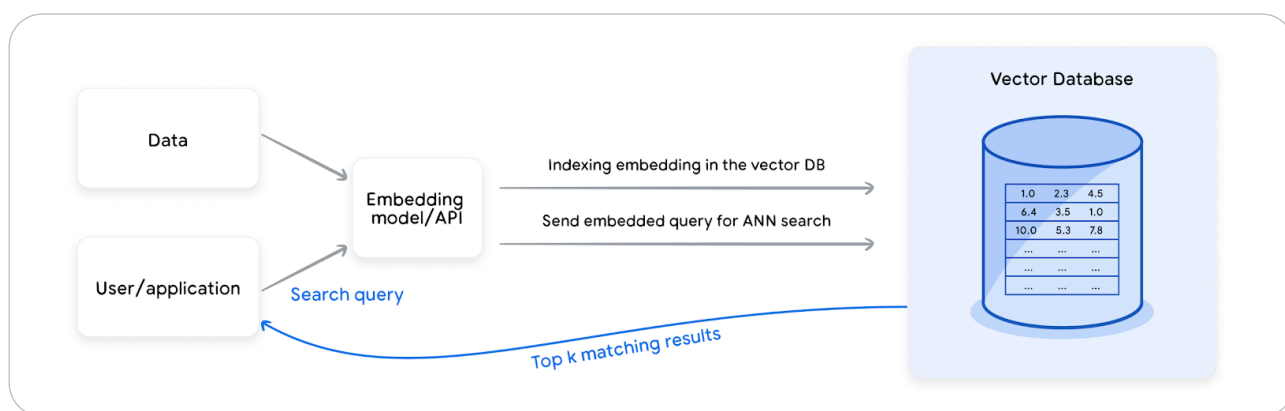 Data
User/application
Search query
Embedding
model/API
Indexing embedding in the vector DB
Send embedded query for ANN search
Top k matching results
Vector Database
1.0 2.3 4.5
6.4 3.5 1.0
10.0 5.3 7.8
... ... ...
... ... ...
... ... ...